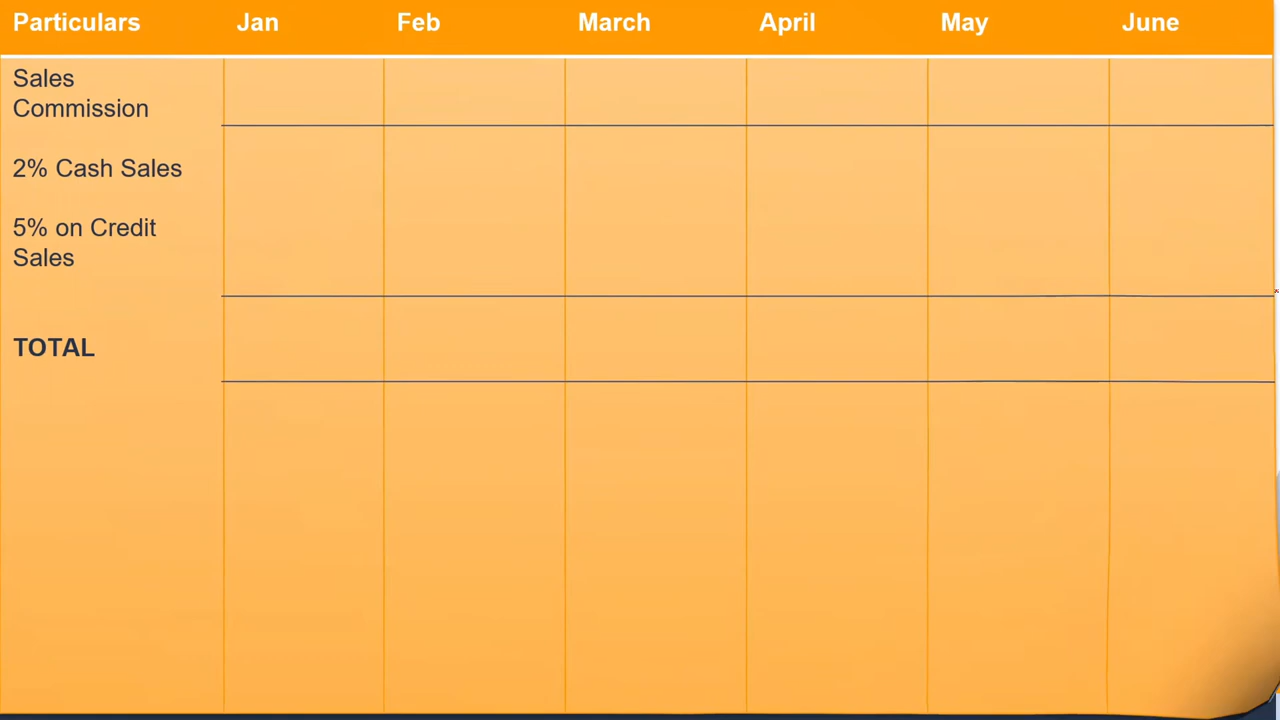 Particulars Jan Feb March April May June
Sales
Commission
2% Cash Sales
5% on Credit
Sales
TOTAL